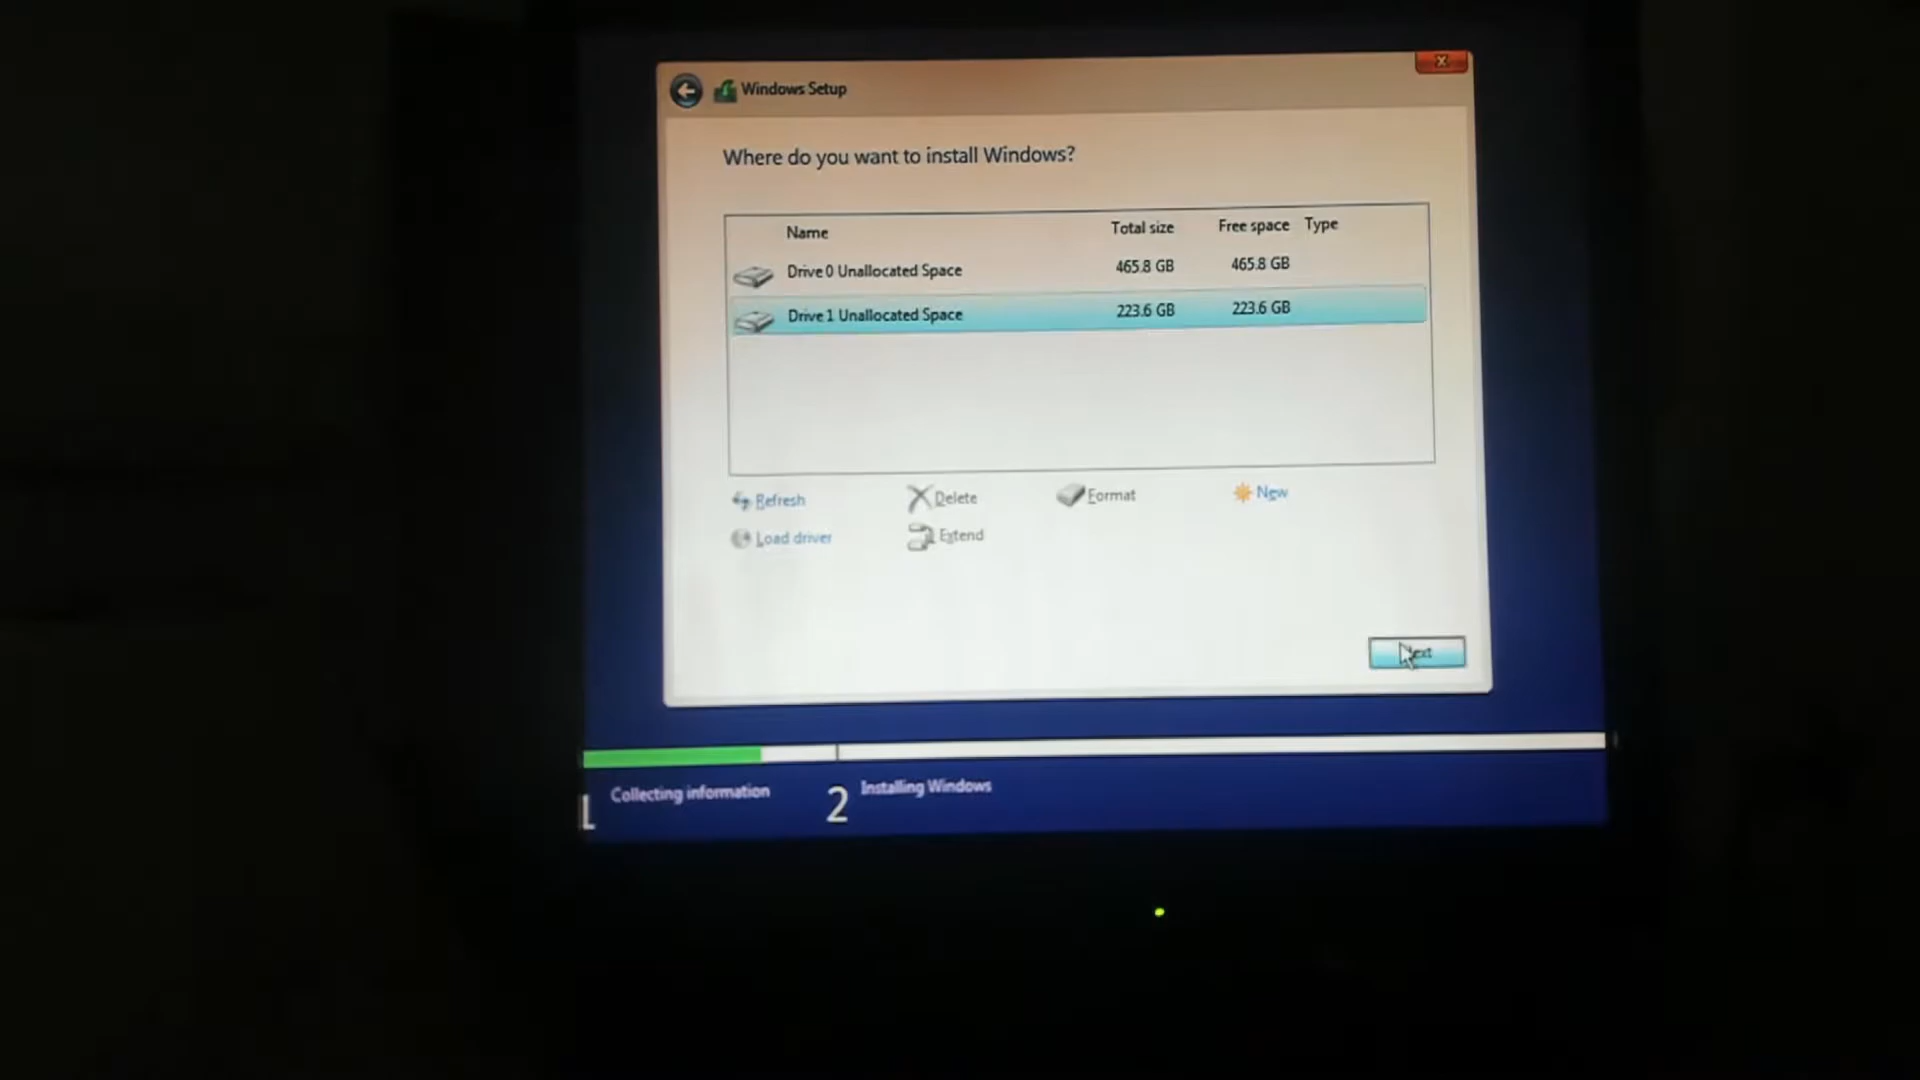 Windows Setup
Where do you want to install Windows?
Name Total size Free space Type
Drive 0 Unallocated Space 465.8 GB 465.8 GB
Drive 1 Unallocated Space 223.6 GB 223.6 GB
Refresh Delete Format New
Load driver Extend
Next
1 Collecting information 2 Installing Windows